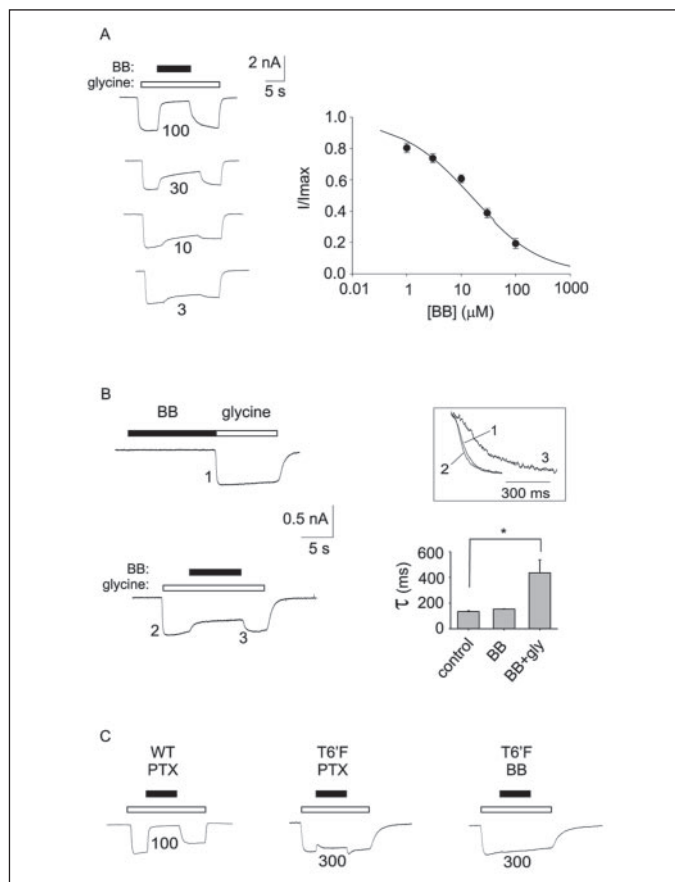 A
BB:
glycine:
2 nA
5 s
100
30
10
3
I/Imax
1.0
0.8
0.6
0.4
0.2
0.0
0.01 1 10 100 1000
[BB] (μM)
B
BB glycine
1
0.5 nA
5 s
BB:
glycine:
2 3
1
2
3
300 ms
τ (ms)
600
400
200
0
*
control
BB
BB+gly
C
WT
PTX
100
T6'F
PTX
300
T6'F
BB
300